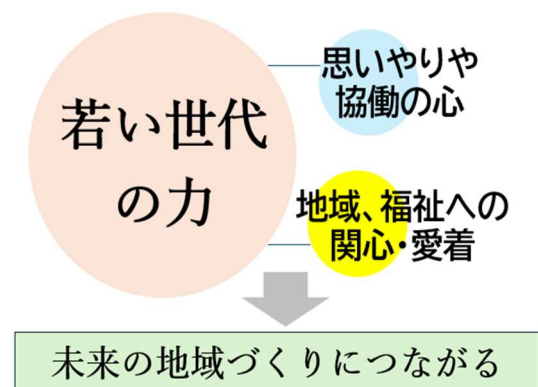 若い世代
の力
思いやりや
協働の心
地域、福祉への
関心・愛着
未来の地域づくりにつながる